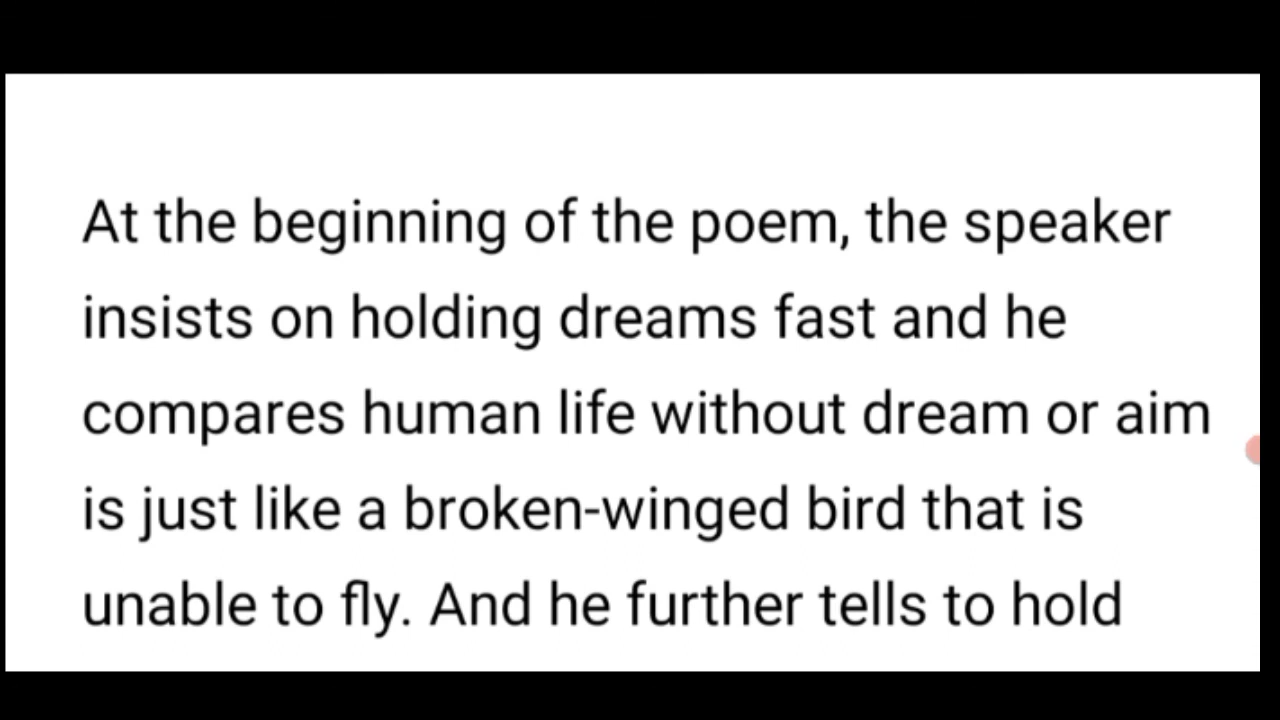 At the beginning of the poem, the speaker
insists on holding dreams fast and he
compares human life without dream or aim
is just like a broken-winged bird that is
unable to fly. And he further tells to hold